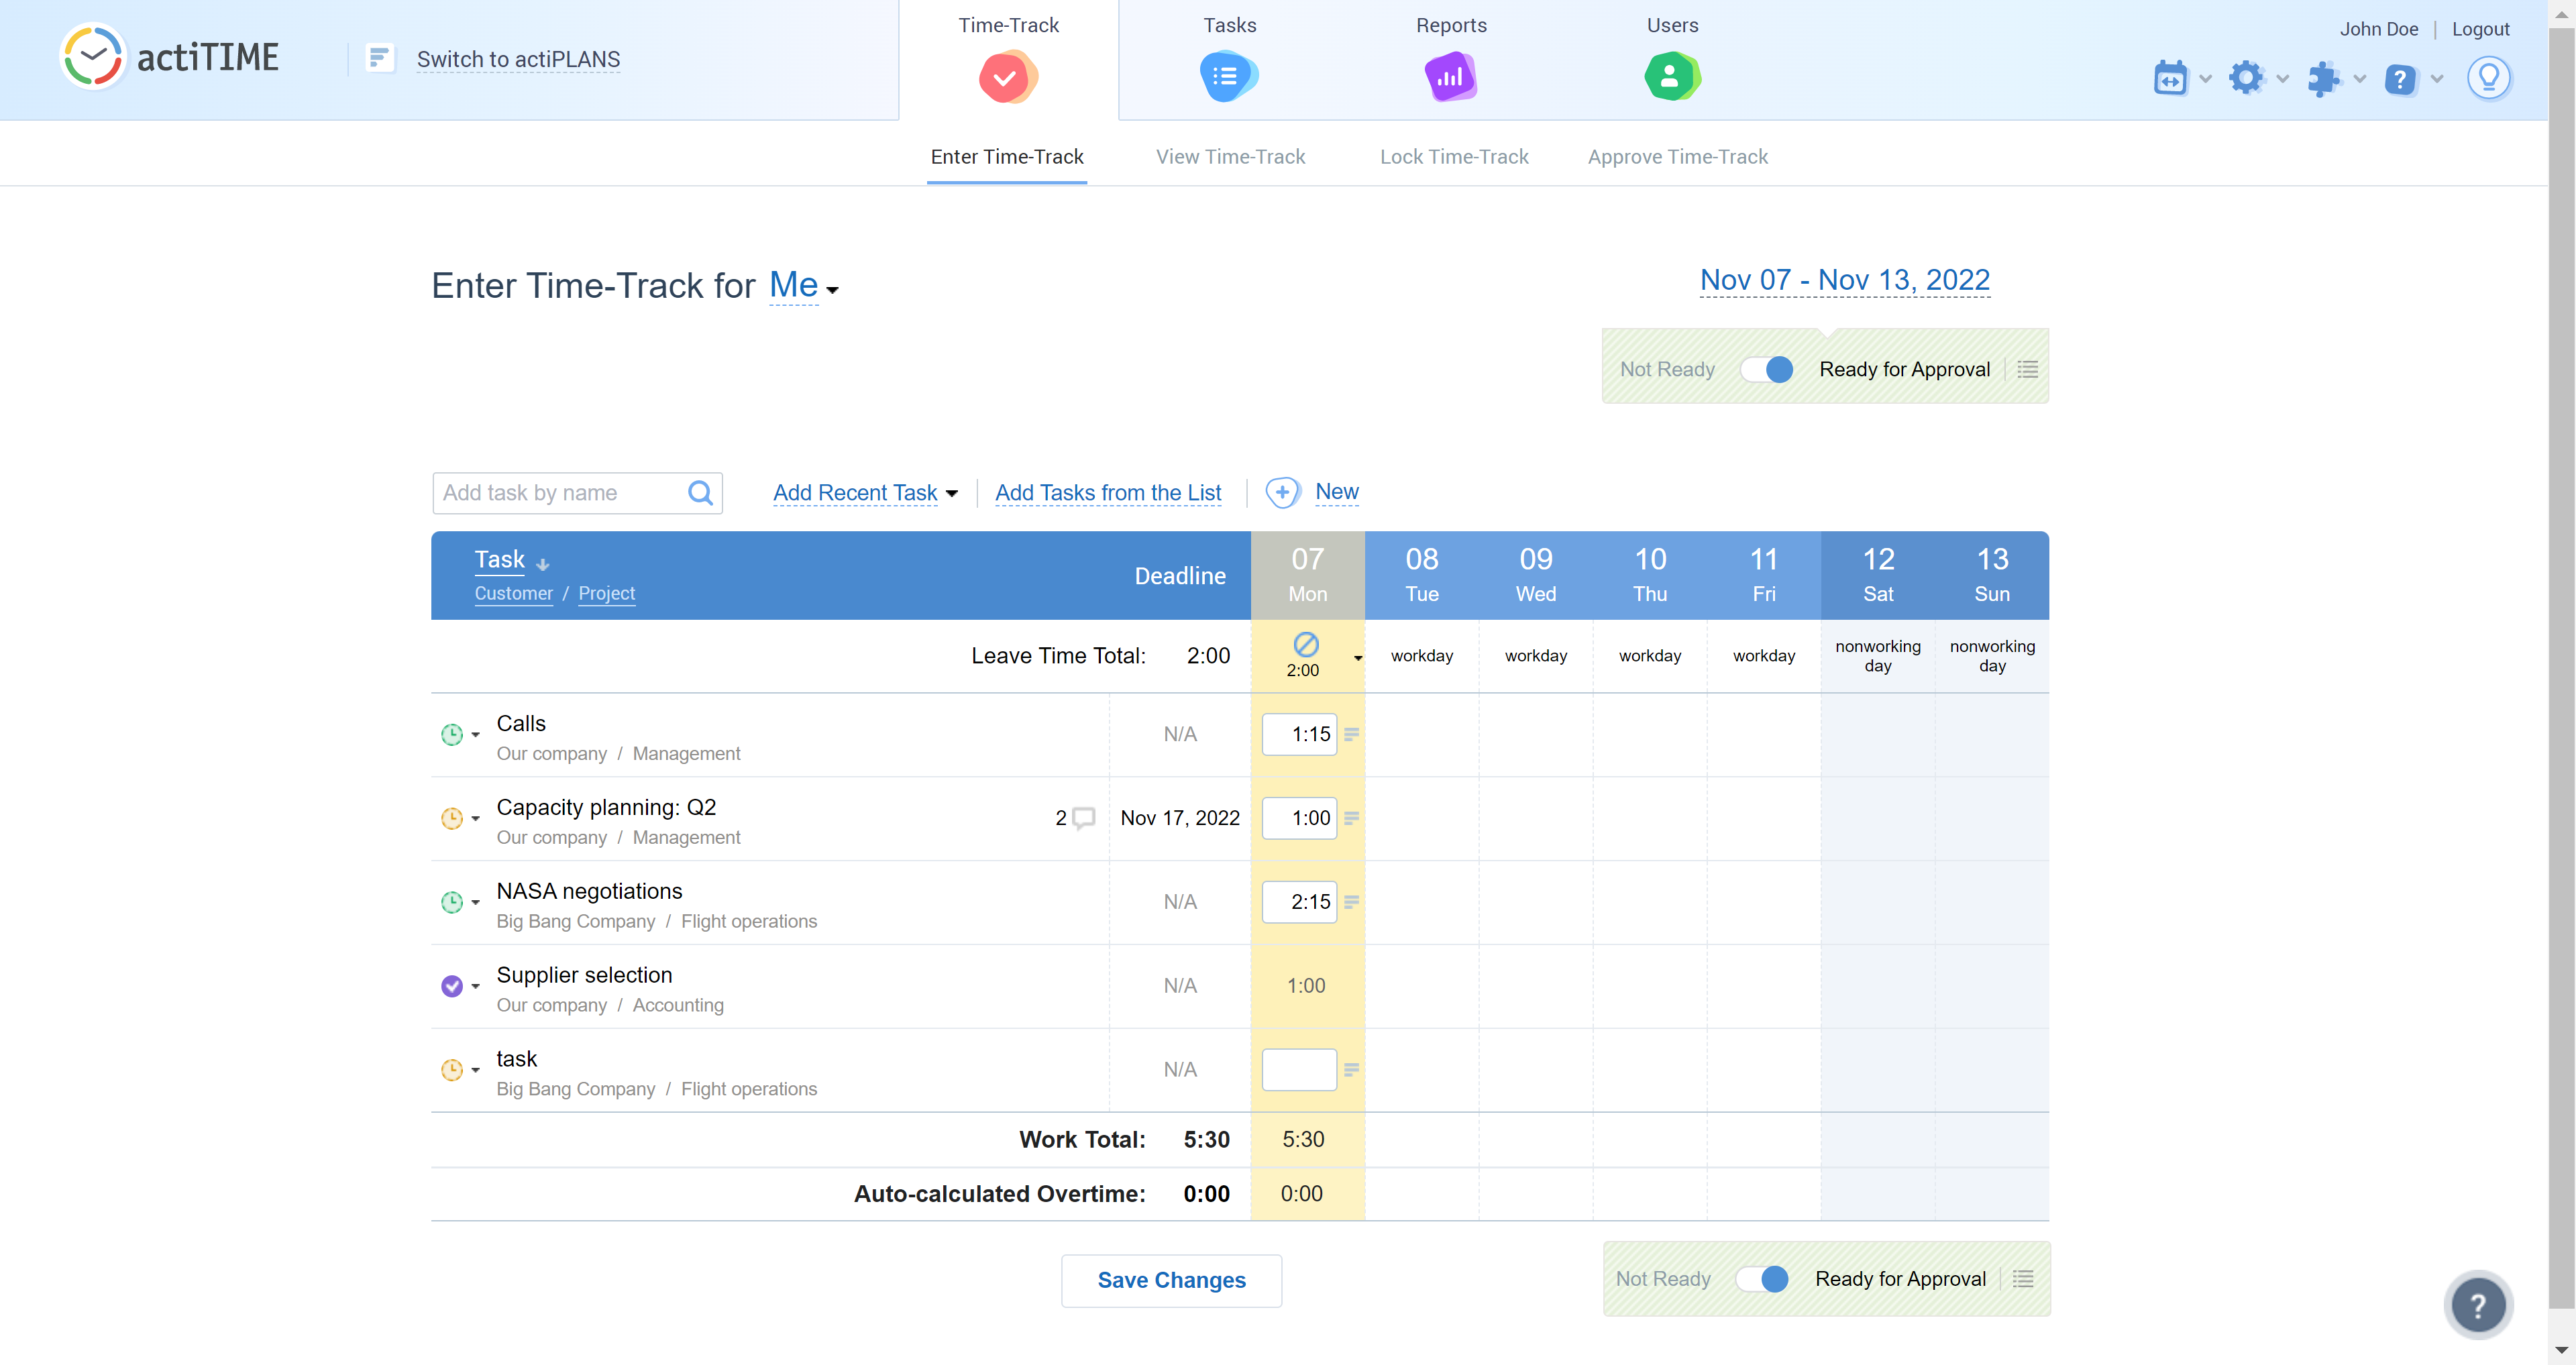 actiTIME
Switch to actiPLANS
Time-Track
Tasks
Reports
Users
John Doe | Logout
Enter Time-Track
View Time-Track
Lock Time-Track
Approve Time-Track
Enter Time-Track for Me
Nov 07 - Nov 13, 2022
Not Ready
Ready for Approval
Add task by name
Add Recent Task
Add Tasks from the List
New
Task
Customer / Project
Deadline
07 Mon
08 Tue
09 Wed
10 Thu
11 Fri
12 Sat
13 Sun
Leave Time Total: 2:00
2:00
workday
workday
workday
workday
nonworking day
nonworking day
Calls
Our company / Management
N/A
1:15
Capacity planning: Q2
Our company / Management
2
Nov 17, 2022
1:00
NASA negotiations
Big Bang Company / Flight operations
N/A
2:15
Supplier selection
Our company / Accounting
N/A
1:00
task
Big Bang Company / Flight operations
N/A
Work Total: 5:30
5:30
Auto-calculated Overtime: 0:00
0:00
Save Changes
Not Ready
Ready for Approval
?